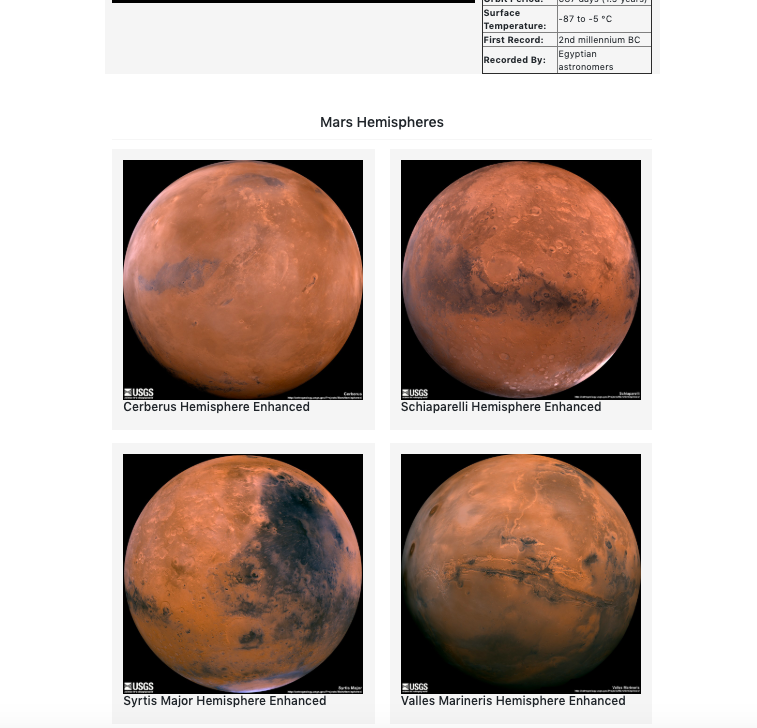 Orbit Period: 687 days (1.9 years)
Surface
Temperature: -87 to -5 °C
First Record: 2nd millennium BC
Recorded By: Egyptian
astronomers
Mars Hemispheres
USGS
Cerberus
Cerberus Hemisphere Enhanced
USGS
Schiaparelli
Schiaparelli Hemisphere Enhanced
USGS
Syrtis Major
Syrtis Major Hemisphere Enhanced
USGS
Valles Marineris
Valles Marineris Hemisphere Enhanced